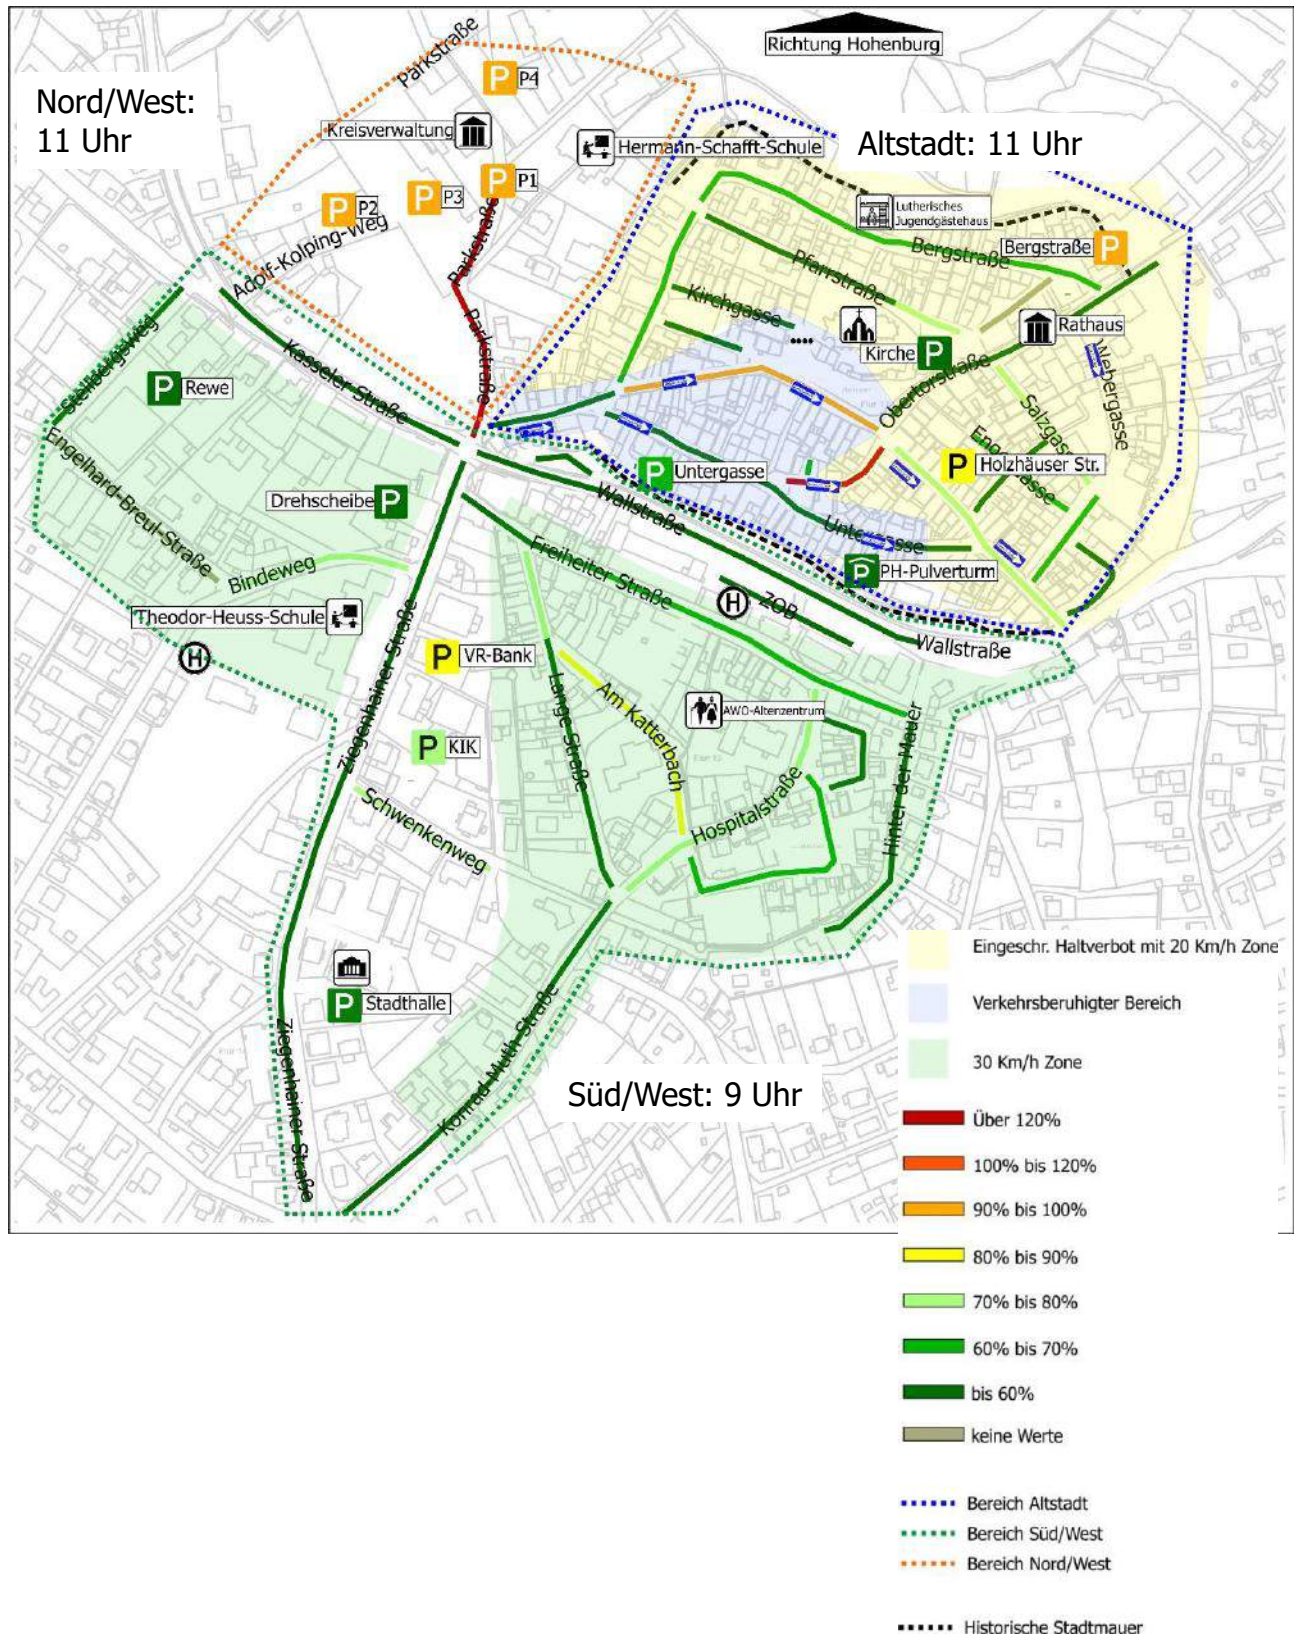 Richtung Hohenburg
Nord/West:
11 Uhr
Parkstraße
P P4
Kreisverwaltung
Hermann-Schafft-Schule
Altstadt: 11 Uhr
P P1
P P3
P P2
Adolf-Kolping-Weg
Parkstraße
Parkstraße
Lutherisches
Jugendgästehaus
Bergstraße
Bergstraße P
Pfarrstraße
Kirchgasse
Kirche P
Rathaus
Obertorstraße
Webergasse
Salzgasse
Engelhard-Breul-Straße
Steinbergsweg
P Rewe
Kasseler Straße
Drehscheibe P
P Untergasse
P Holzhäuser Str.
Wallstraße
Untergasse
P PH-Pulverturm
Bindeweg
Theodor-Heuss-Schule
H
Freiheiter Straße
H ZOB
Wallstraße
Ziegenhainer Straße
P VR-Bank
P KIK
Lange Straße
Am Katterbach
AWO-Altenzentrum
Hospitalstraße
Hinter der Mauer
Schwenkenweg
P Stadthalle
Ziegenhainer Straße
Konrad-Muth-Straße
Süd/West: 9 Uhr
Eingeschr. Haltverbot mit 20 Km/h Zone
Verkehrsberuhigter Bereich
30 Km/h Zone
Über 120%
100% bis 120%
90% bis 100%
80% bis 90%
70% bis 80%
60% bis 70%
bis 60%
keine Werte
Bereich Altstadt
Bereich Süd/West
Bereich Nord/West
Historische Stadtmauer